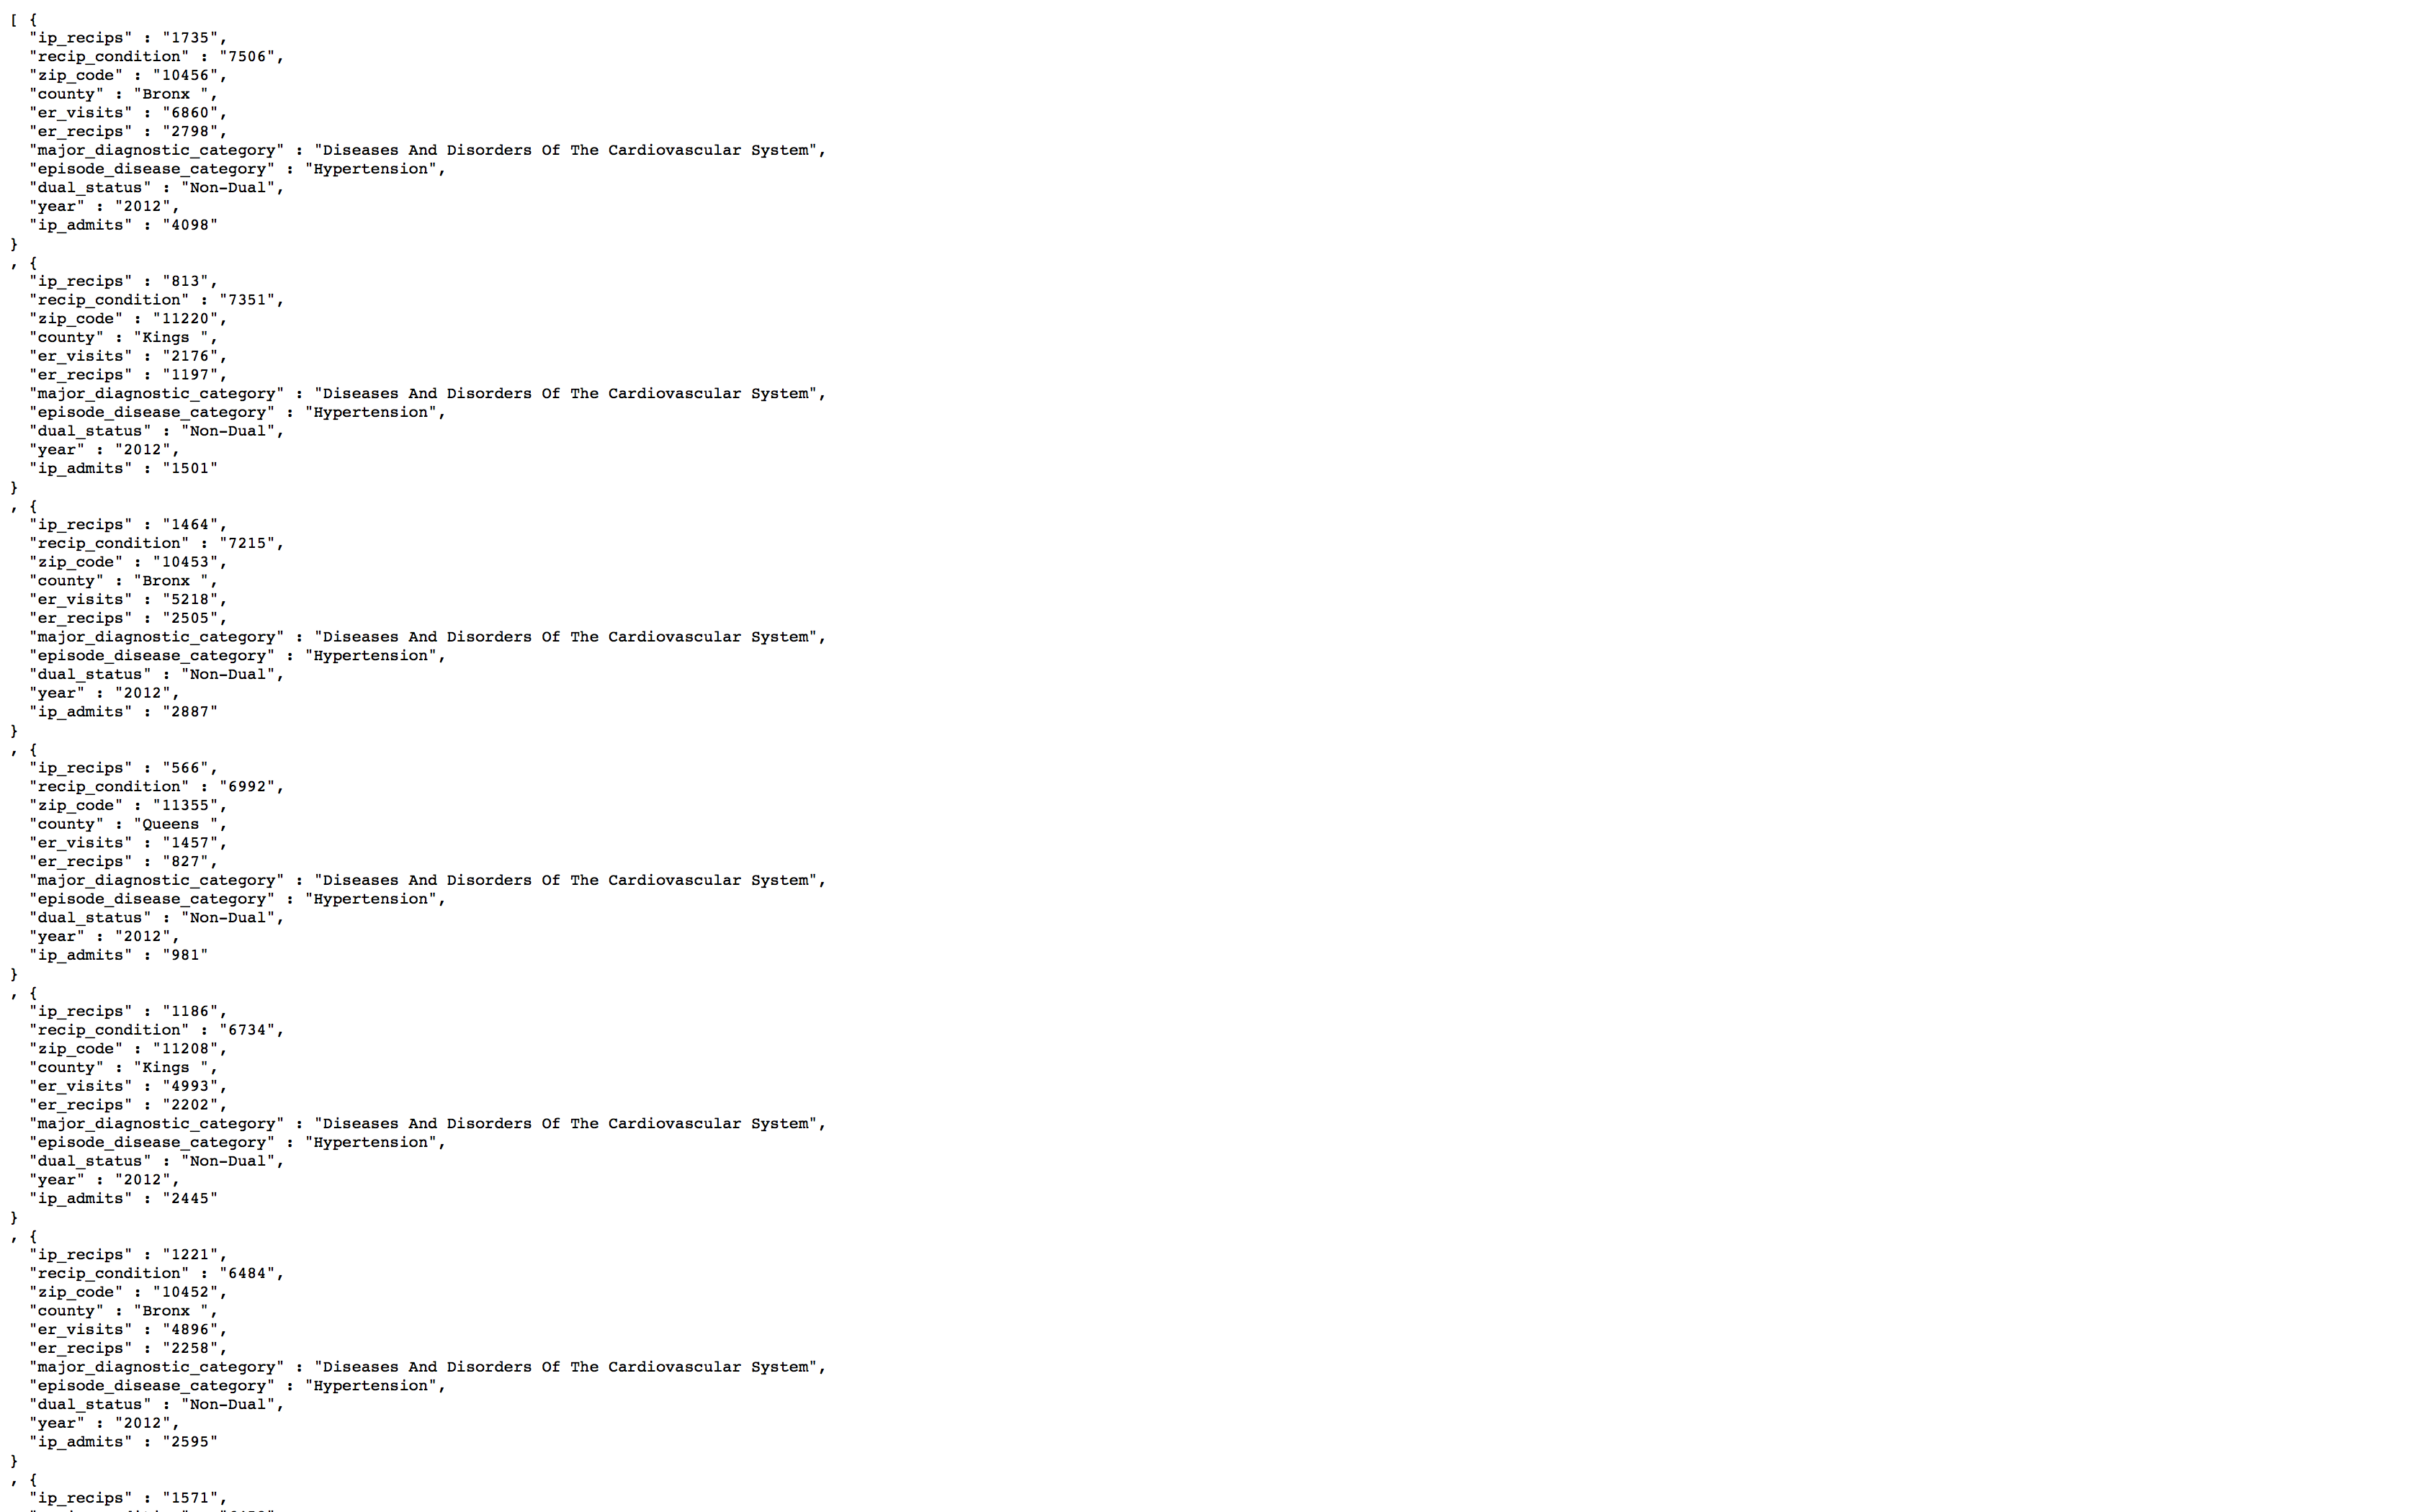 [ {
  "ip_recips" : "1735",
  "recip_condition" : "7506",
  "zip_code" : "10456",
  "county" : "Bronx ",
  "er_visits" : "6860",
  "er_recips" : "2798",
  "major_diagnostic_category" : "Diseases And Disorders Of The Cardiovascular System",
  "episode_disease_category" : "Hypertension",
  "dual_status" : "Non-Dual",
  "year" : "2012",
  "ip_admits" : "4098"
}
, {
  "ip_recips" : "813",
  "recip_condition" : "7351",
  "zip_code" : "11220",
  "county" : "Kings ",
  "er_visits" : "2176",
  "er_recips" : "1197",
  "major_diagnostic_category" : "Diseases And Disorders Of The Cardiovascular System",
  "episode_disease_category" : "Hypertension",
  "dual_status" : "Non-Dual",
  "year" : "2012",
  "ip_admits" : "1501"
}
, {
  "ip_recips" : "1464",
  "recip_condition" : "7215",
  "zip_code" : "10453",
  "county" : "Bronx ",
  "er_visits" : "5218",
  "er_recips" : "2505",
  "major_diagnostic_category" : "Diseases And Disorders Of The Cardiovascular System",
  "episode_disease_category" : "Hypertension",
  "dual_status" : "Non-Dual",
  "year" : "2012",
  "ip_admits" : "2887"
}
, {
  "ip_recips" : "566",
  "recip_condition" : "6992",
  "zip_code" : "11355",
  "county" : "Queens ",
  "er_visits" : "1457",
  "er_recips" : "827",
  "major_diagnostic_category" : "Diseases And Disorders Of The Cardiovascular System",
  "episode_disease_category" : "Hypertension",
  "dual_status" : "Non-Dual",
  "year" : "2012",
  "ip_admits" : "981"
}
, {
  "ip_recips" : "1186",
  "recip_condition" : "6734",
  "zip_code" : "11208",
  "county" : "Kings ",
  "er_visits" : "4993",
  "er_recips" : "2202",
  "major_diagnostic_category" : "Diseases And Disorders Of The Cardiovascular System",
  "episode_disease_category" : "Hypertension",
  "dual_status" : "Non-Dual",
  "year" : "2012",
  "ip_admits" : "2445"
}
, {
  "ip_recips" : "1221",
  "recip_condition" : "6484",
  "zip_code" : "10452",
  "county" : "Bronx ",
  "er_visits" : "4896",
  "er_recips" : "2258",
  "major_diagnostic_category" : "Diseases And Disorders Of The Cardiovascular System",
  "episode_disease_category" : "Hypertension",
  "dual_status" : "Non-Dual",
  "year" : "2012",
  "ip_admits" : "2595"
}
, {
  "ip_recips" : "1571",